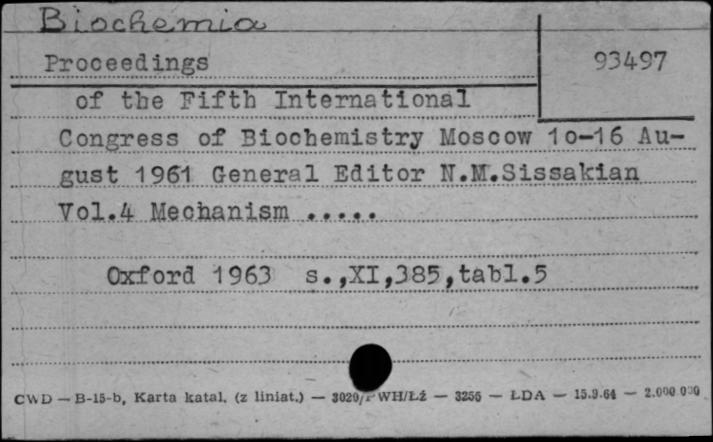 Biochemia
Proceedings
93497
of the Fifth International
Congress of Biochemistry Moscow 10-16 Au-
gust 1961 General Editor N.M.Sissakian
Vol.4 Mechanism .....
Oxford 1963 s.,XI,385,tabl.5
CWD — B-15-b, Karta katal. (z liniat.) — WH/Łż — 3256 — ŁDA — 15.9.64 — 2.000.000